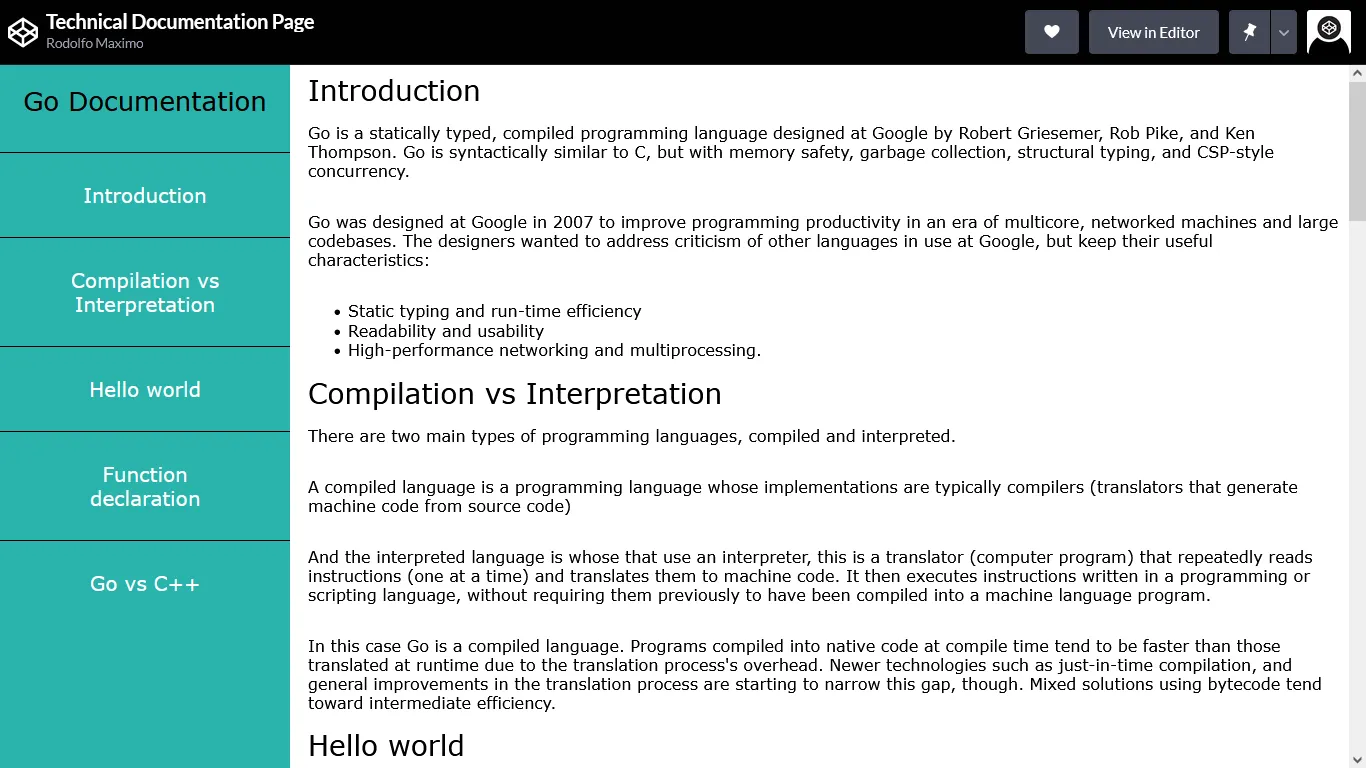 Technical Documentation Page
Rodolfo Maximo
View in Editor
Go Documentation
Introduction
Compilation vs
Interpretation
Hello world
Function
declaration
Go vs C++
Introduction
Go is a statically typed, compiled programming language designed at Google by Robert Griesemer, Rob Pike, and Ken
Thompson. Go is syntactically similar to C, but with memory safety, garbage collection, structural typing, and CSP-style
concurrency.
Go was designed at Google in 2007 to improve programming productivity in an era of multicore, networked machines and large
codebases. The designers wanted to address criticism of other languages in use at Google, but keep their useful
characteristics:
• Static typing and run-time efficiency
• Readability and usability
• High-performance networking and multiprocessing.
Compilation vs Interpretation
There are two main types of programming languages, compiled and interpreted.
A compiled language is a programming language whose implementations are typically compilers (translators that generate
machine code from source code)
And the interpreted language is whose that use an interpreter, this is a translator (computer program) that repeatedly reads
instructions (one at a time) and translates them to machine code. It then executes instructions written in a programming or
scripting language, without requiring them previously to have been compiled into a machine language program.
In this case Go is a compiled language. Programs compiled into native code at compile time tend to be faster than those
translated at runtime due to the translation process's overhead. Newer technologies such as just-in-time compilation, and
general improvements in the translation process are starting to narrow this gap, though. Mixed solutions using bytecode tend
toward intermediate efficiency.
Hello world